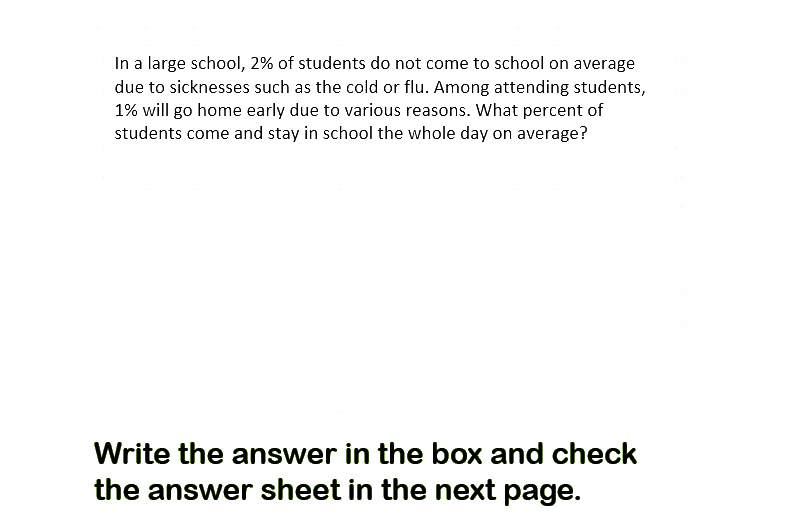 In a large school, 2% of students do not come to school on average
due to sicknesses such as the cold or flu. Among attending students,
1% will go home early due to various reasons. What percent of
students come and stay in school the whole day on average?
Write the answer in the box and check
the answer sheet in the next page.